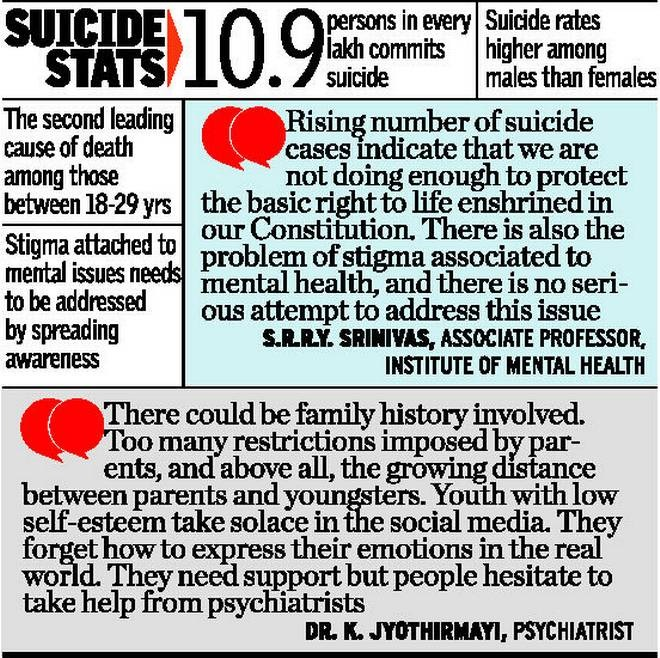 SUICIDE
STATS
10.9
persons in every
lakh commits
suicide
Suicide rates
higher among
males than females
The second leading
cause of death
among those
between 18-29 yrs
Stigma attached to
mental issues needs
to be addressed
by spreading
awareness
Rising number of suicide
cases indicate that we are
not doing enough to protect
the basic right to life enshrined in
our Constitution. There is also the
problem of stigma associated to
mental health, and there is no seri-
ous attempt to address this issue
S.R.R.Y. SRINIVAS, ASSOCIATE PROFESSOR,
INSTITUTE OF MENTAL HEALTH
There could be family history involved.
Too many restrictions imposed by par-
ents, and above all, the growing distance
between parents and youngsters. Youth with low
self-esteem take solace in the social media. They
forget how to express their emotions in the real
world. They need support but people hesitate to
take help from psychiatrists
DR. K. JYOTHIRMAYI, PSYCHIATRIST